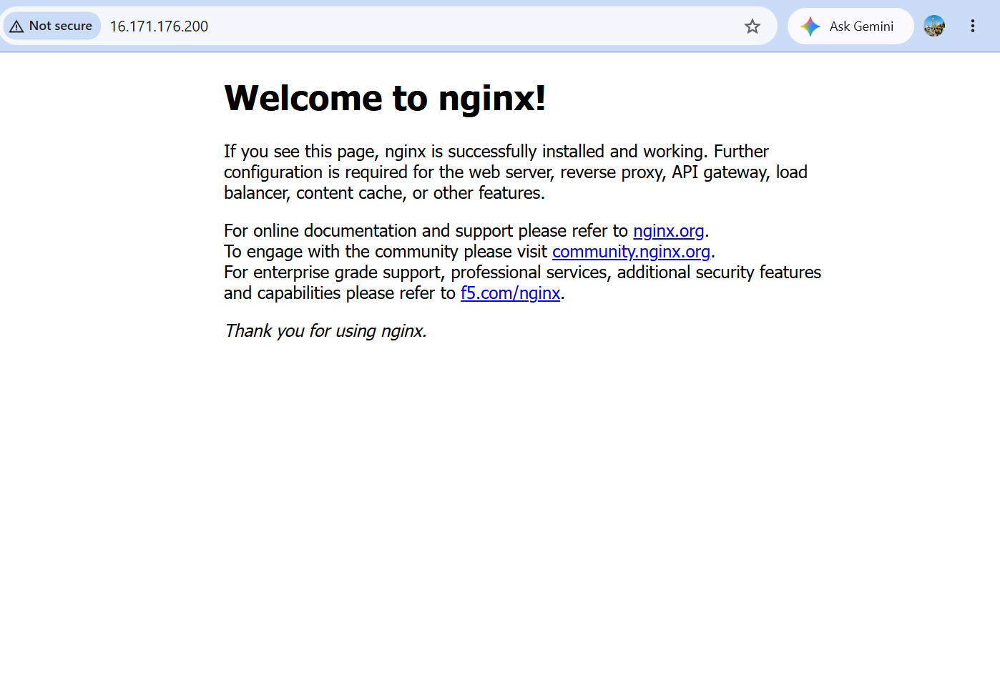 Not secure
16.171.176.200
Ask Gemini
Welcome to nginx!
If you see this page, nginx is successfully installed and working. Further
configuration is required for the web server, reverse proxy, API gateway, load
balancer, content cache, or other features.
For online documentation and support please refer to nginx.org.
To engage with the community please visit community.nginx.org.
For enterprise grade support, professional services, additional security features
and capabilities please refer to f5.com/nginx.
Thank you for using nginx.